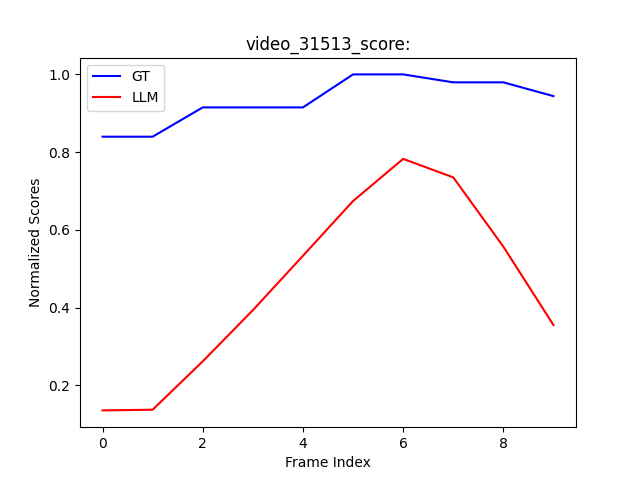 video_31513_score:
GT
LLM
1.0
0.8
0.6
0.4
0.2
Normalized Scores
0 2 4 6 8
Frame Index